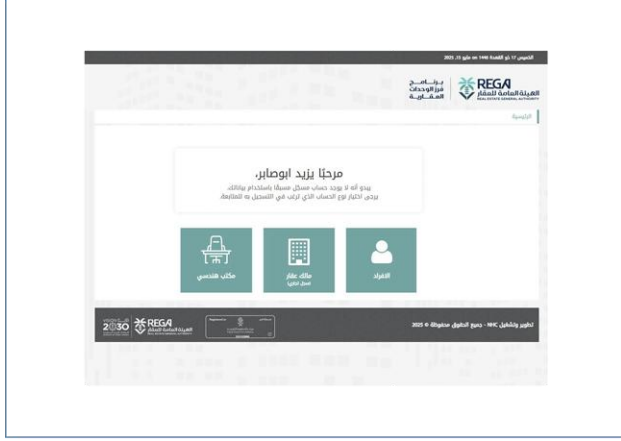 الخميس 17 ذو القعدة 1446 هـ مايو 15, 2025
REGA
الهيئة العامة للعقار
REAL ESTATE GENERAL AUTHORITY
برنامج
فرز الوحدات
العقارية
الرئيسية
مرحبًا يزيد ابوصابر،
يبدو أنه لا يوجد حساب مسجّل مسبقًا باستخدام بياناتك.
يرجى اختيار نوع الحساب الذي ترغب في التسجيل به للمتابعة.
الافراد
مالك عقار
مكتب هندسي
تطوير وتشغيل NHC - جميع الحقوق محفوظة © 2025
REGA
الهيئة العامة للعقار
2030